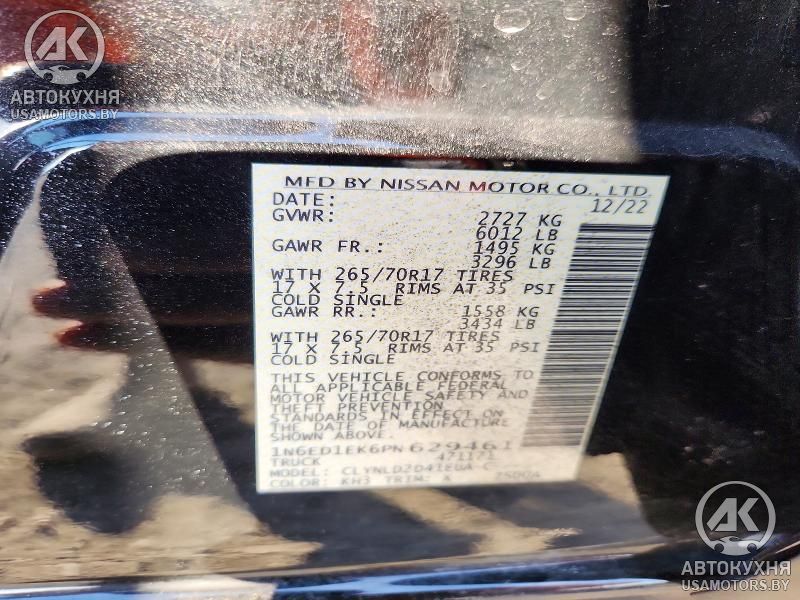 AK
АВТОКУХНЯ
USAMOTORS.BY
MFD BY NISSAN MOTOR CO., LTD.
DATE: 12/22
GVWR: 2727 KG
6012 LB
GAWR FR.: 1495 KG
3296 LB
WITH 265/70R17 TIRES
17 X 7.5 RIMS AT 35 PSI
COLD SINGLE
GAWR RR.: 1558 KG
3434 LB
WITH 265/70R17 TIRES
17 X 7.5 RIMS AT 35 PSI
COLD SINGLE
THIS VEHICLE CONFORMS TO
ALL APPLICABLE FEDERAL
MOTOR VEHICLE SAFETY AND
THEFT PREVENTION
STANDARDS IN EFFECT ON
THE DATE OF MANUFACTURE
SHOWN ABOVE.
1N6ED1EK6PN629461
TRUCK 471171
MODEL: CLYNLD2D41EUA-C
COLOR: KH3 TRIM: X
AK
АВТОКУХНЯ
USAMOTORS.BY